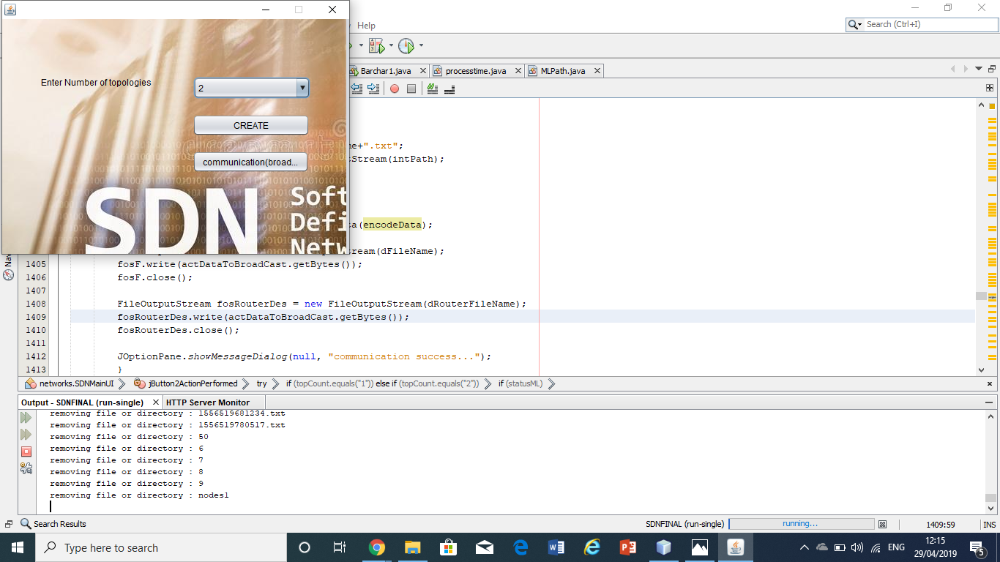 Help
Search (Ctrl+I)
Barchar1.java
processtime.java
MLPath.java
Enter Number of topologies
2
CREATE
communication(broad...
SDN
Soft
Defi
Netw
me+".txt";
tStream(intPath);
ta(encodeData);
stream(dFileName);
1405 fosF.write(actDataToBroadCast.getBytes());
1406 fosF.close();
1407
1408 FileOutputStream fosRouterDes = new FileOutputStream(dRouterFileName);
1409 fosRouterDes.write(actDataToBroadCast.getBytes());
1410 fosRouterDes.close();
1411
1412 JOptionPane.showMessageDialog(null, "communication success...");
1413 }
Nav
networks.SDNMainUI jButton2ActionPerformed try if (topCount.equals("1")) else if (topCount.equals("2")) if (statusML)
Output - SDNFINAL (run-single) HTTP Server Monitor
removing file or directory : 1556519681234.txt
removing file or directory : 1556519780517.txt
removing file or directory : 50
removing file or directory : 6
removing file or directory : 7
removing file or directory : 8
removing file or directory : 9
removing file or directory : nodes1
Search Results SDNFINAL (run-single) running... 1409:59 INS
Type here to search
ENG
12:15
29/04/2019
5